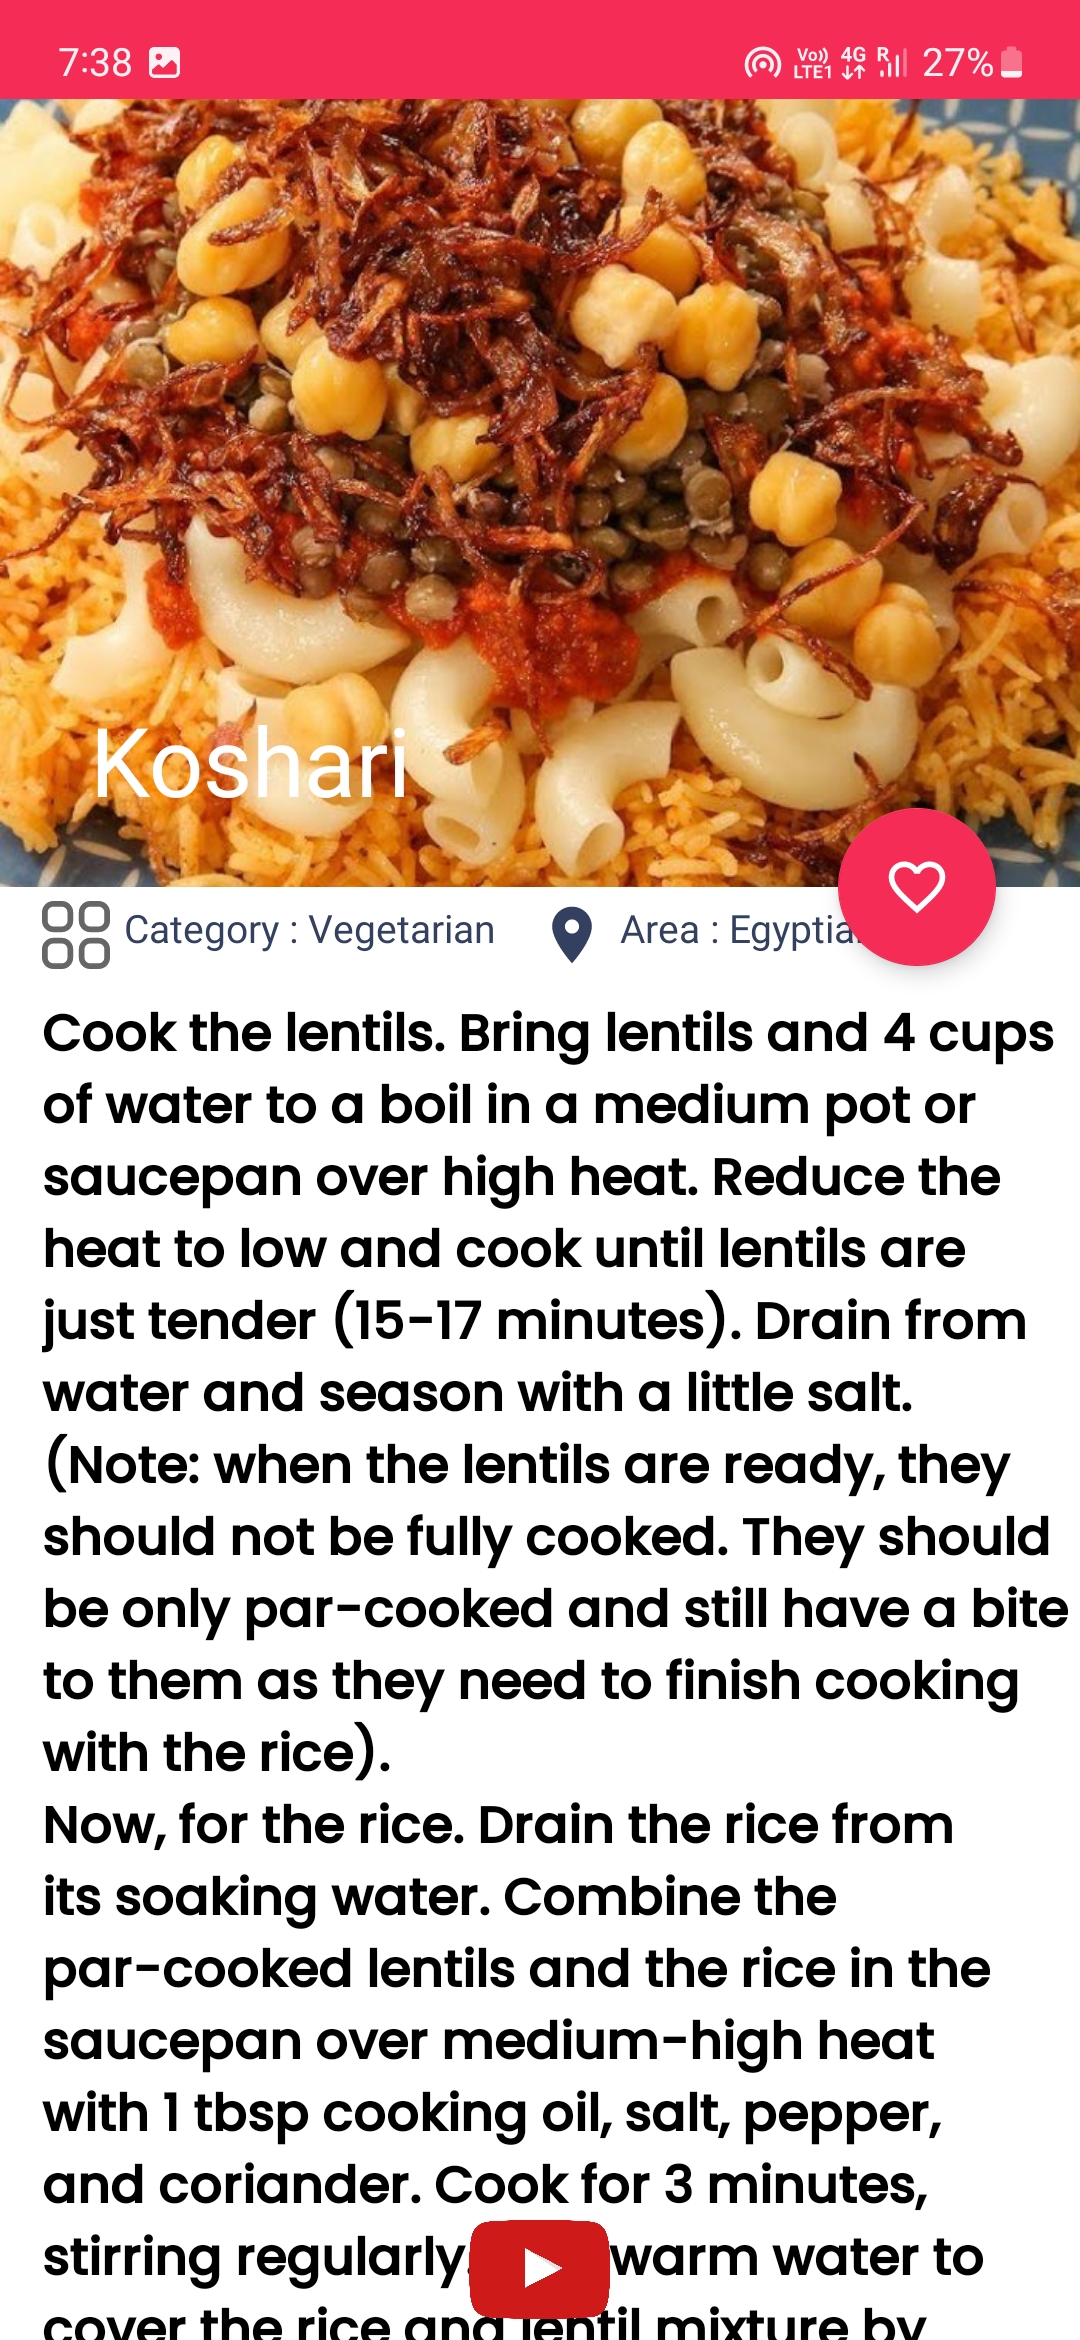 7:38 Vo)) LTE1 4G R 27%
Koshari
Category : Vegetarian Area :
Cook the lentils. Bring lentils and 4 cups
of water to a boil in a medium pot or
saucepan over high heat. Reduce the
heat to low and cook until lentils are
just tender (15-17 minutes). Drain from
water and season with a little salt.
(Note: when the lentils are ready, they
should not be fully cooked. They should
be only par-cooked and still have a bite
to them as they need to finish cooking
with the rice).
Now, for the rice. Drain the rice from
its soaking water. Combine the
par-cooked lentils and the rice in the
saucepan over medium-high heat
with 1 tbsp cooking oil, salt, pepper,
and coriander. Cook for 3 minutes,
stirring regularly. warm water to
cover the rice and lentil mixture by